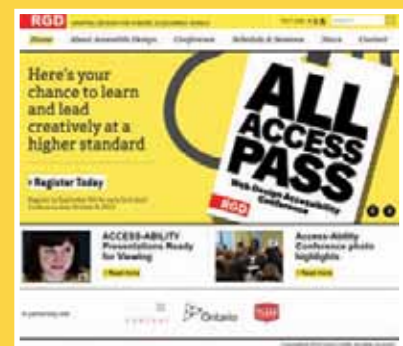 RGD
Home About Accessible Design Conference Schedule & Sessions News Contact
Here's your
chance to learn
and lead
creatively at a
higher standard
Register Today
ALL
ACCESS
PASS
Web Design Accessibility
Conference
RGD
ACCESS-ABILITY
Presentations Ready
for Viewing
Read more
Access-Ability
Conference photo
highlights
Read more
Ontario